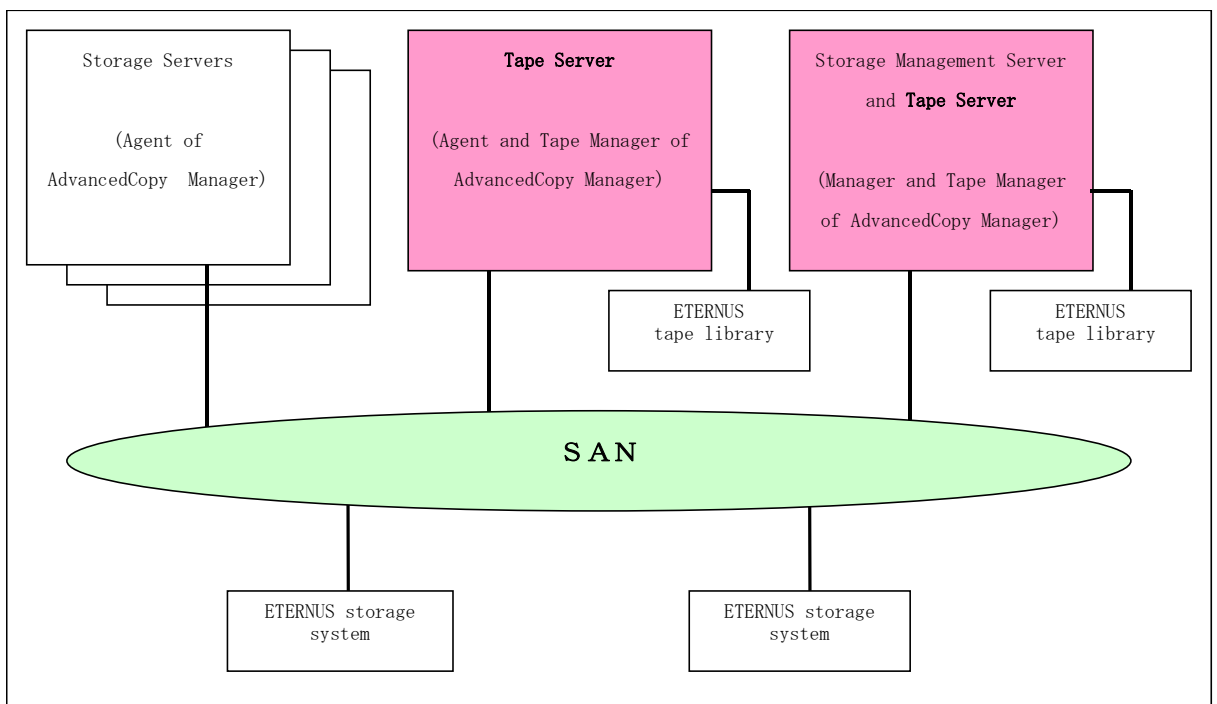 Storage Servers
(Agent of
AdvancedCopy Manager)
Tape Server
(Agent and Tape Manager of
AdvancedCopy Manager)
Storage Management Server
and Tape Server
(Manager and Tape Manager
of AdvancedCopy Manager)
ETERNUS
tape library
ETERNUS
tape library
SAN
ETERNUS storage
system
ETERNUS storage
system